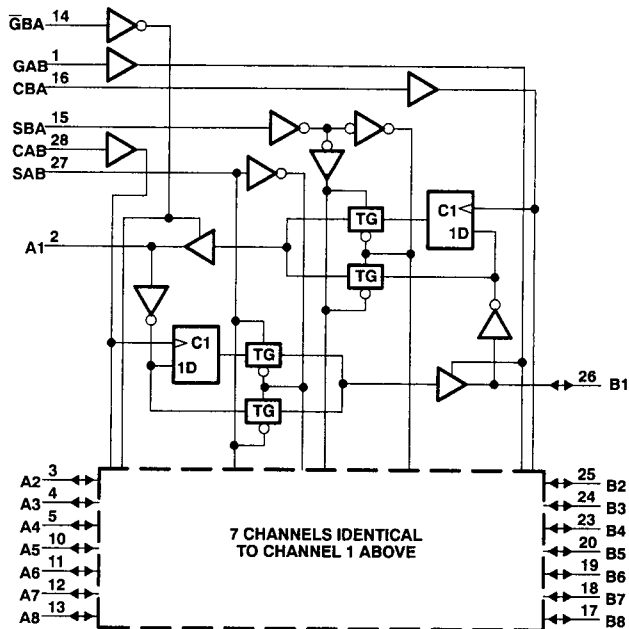 G̅BA 14
GAB 1
CBA 16
SBA 15
CAB 28
SAB 27
TG
C1
1D
A1 2
TG
C1
1D
TG
TG
26 B1
A2 3
A3 4
A4 5
A5 10
A6 11
A7 12
A8 13
7 CHANNELS IDENTICAL
TO CHANNEL 1 ABOVE
25 B2
24 B3
23 B4
20 B5
19 B6
18 B7
17 B8